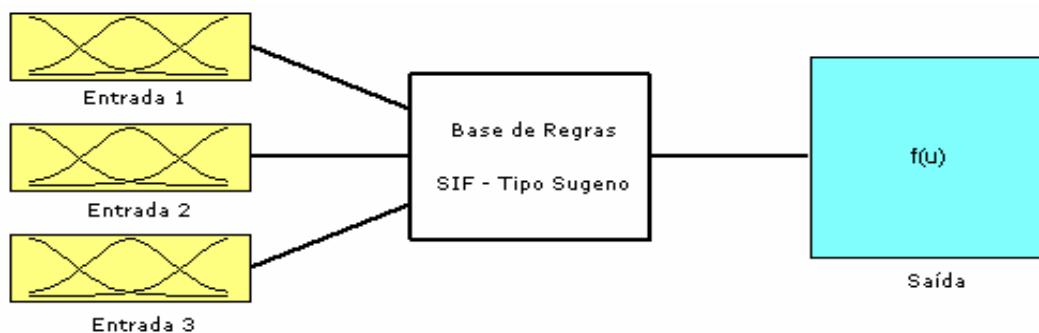 Entrada 1
Entrada 2
Entrada 3
Base de Regras
SIF - Tipo Sugeno
f(u)
Saída